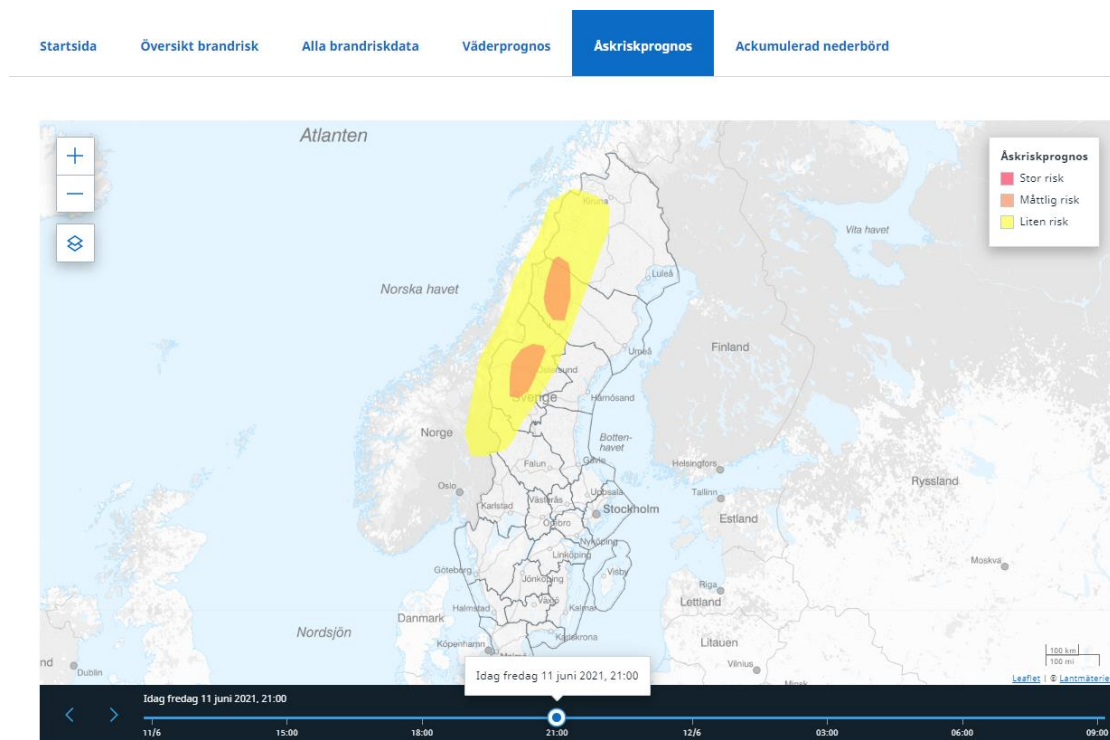 Startsida Översikt brandrisk Alla brandriskdata Väderprognos Åskriskprognos Ackumulerad nederbörd
Atlanten
Åskriskprognos
Stor risk
Måttlig risk
Liten risk
Kiruna
Vita havet
Luleå
Norska havet
Umeå
Finland
Östersund
Sverige
Härnösand
Norge
Botten-
havet
Falun
Gävle
Helsingfors
Oslo
Uppsala
Tallinn
Ryssland
Karlstad
Västerås
Stockholm
Örebro
Estland
Nyköping
Linköping
Moskva
Göteborg
Jönköping
Visby
Riga
Lettland
Halmstad
Växjö
Kalmar
Danmark
Nordsjön
Karlskrona
Köpenhamn
Malmö
Litauen
Vilnius
Minsk
nd
Dublin
100 km
100 mi
Leaflet | © Lantmäterie
Idag fredag 11 juni 2021, 21:00
Idag fredag 11 juni 2021, 21:00
11/6 15:00 18:00 21:00 12/6 03:00 06:00 09:00